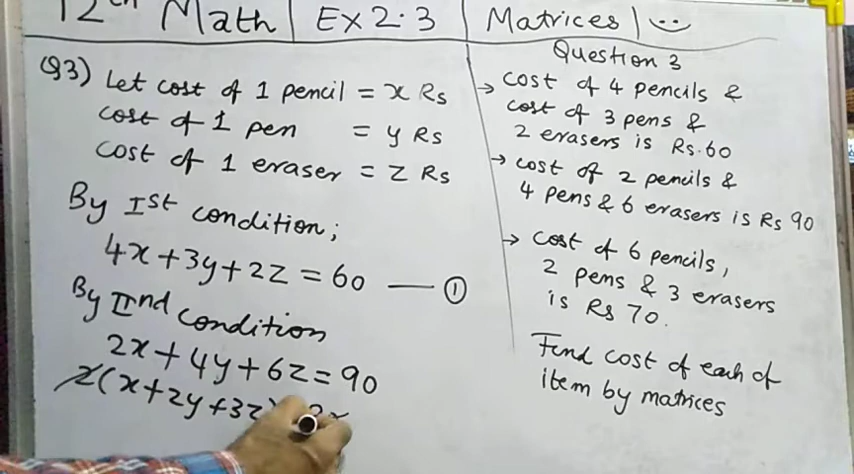 12th Math | Ex 2.3 | Matrices |
Q3) Let cost of 1 pencil = x Rs
cost of 1 pen = y Rs
cost of 1 eraser = z Rs
By Ist condition;
4x+3y+2z = 60 — ①
By IInd condition
2x+4y+6z=90
2(x+2y+3z)
Question 3
→ cost of 4 pencils &
cost of 3 pens &
2 erasers is Rs.60
→ cost of 2 pencils &
4 pens & 6 erasers is Rs 90
→ cost of 6 pencils,
2 pens & 3 erasers
is Rs 70.
Find cost of each of
item by matrices